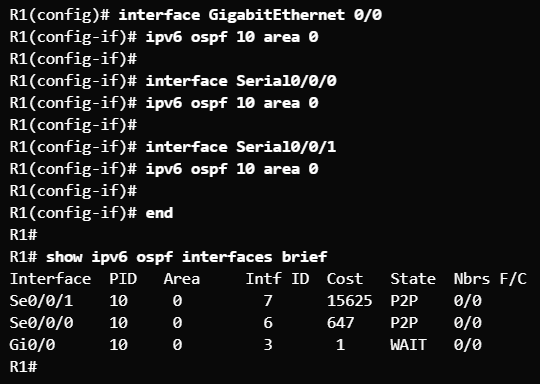 R1(config)# interface GigabitEthernet 0/0
R1(config-if)# ipv6 ospf 10 area 0
R1(config-if)#
R1(config-if)# interface Serial0/0/0
R1(config-if)# ipv6 ospf 10 area 0
R1(config-if)#
R1(config-if)# interface Serial0/0/1
R1(config-if)# ipv6 ospf 10 area 0
R1(config-if)#
R1(config-if)# end
R1#
R1# show ipv6 ospf interfaces brief
Interface PID Area Intf ID Cost State Nbrs F/C
Se0/0/1 10 0 7 15625 P2P 0/0
Se0/0/0 10 0 6 647 P2P 0/0
Gi0/0 10 0 3 1 WAIT 0/0
R1#